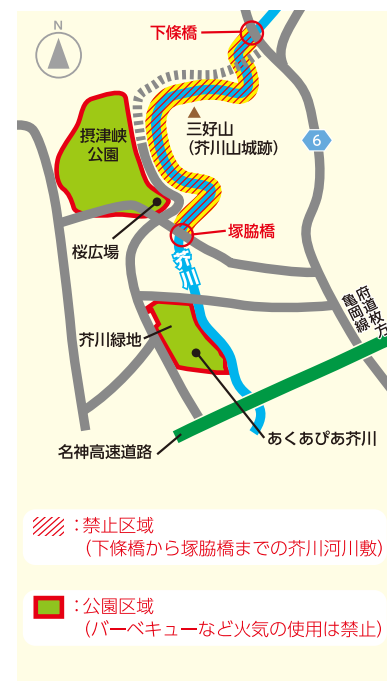 下條橋
N
摂津峡
公園
三好山
(芥川山城跡)
6
桜広場
塚脇橋
芥川
府道枚方
亀岡線
芥川緑地
あくあぴあ芥川
名神高速道路
:禁止区域
(下條橋から塚脇橋までの芥川河川敷)
:公園区域
(バーベキューなど火気の使用は禁止)